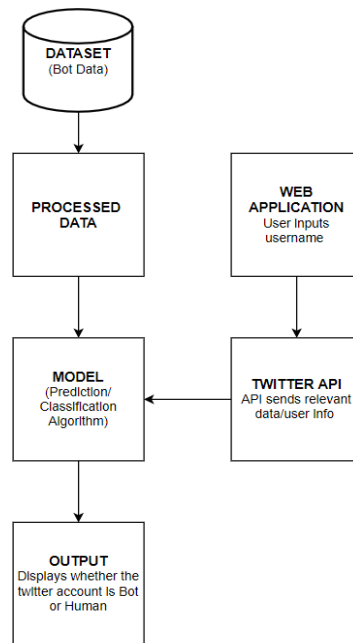 DATASET
(Bot Data)
PROCESSED
DATA
WEB
APPLICATION
User Inputs
username
MODEL
(Prediction/
Classification
Algorithm)
TWITTER API
API sends relevant
data/user Info
OUTPUT
Displays whether the
twitter account is Bot
or Human